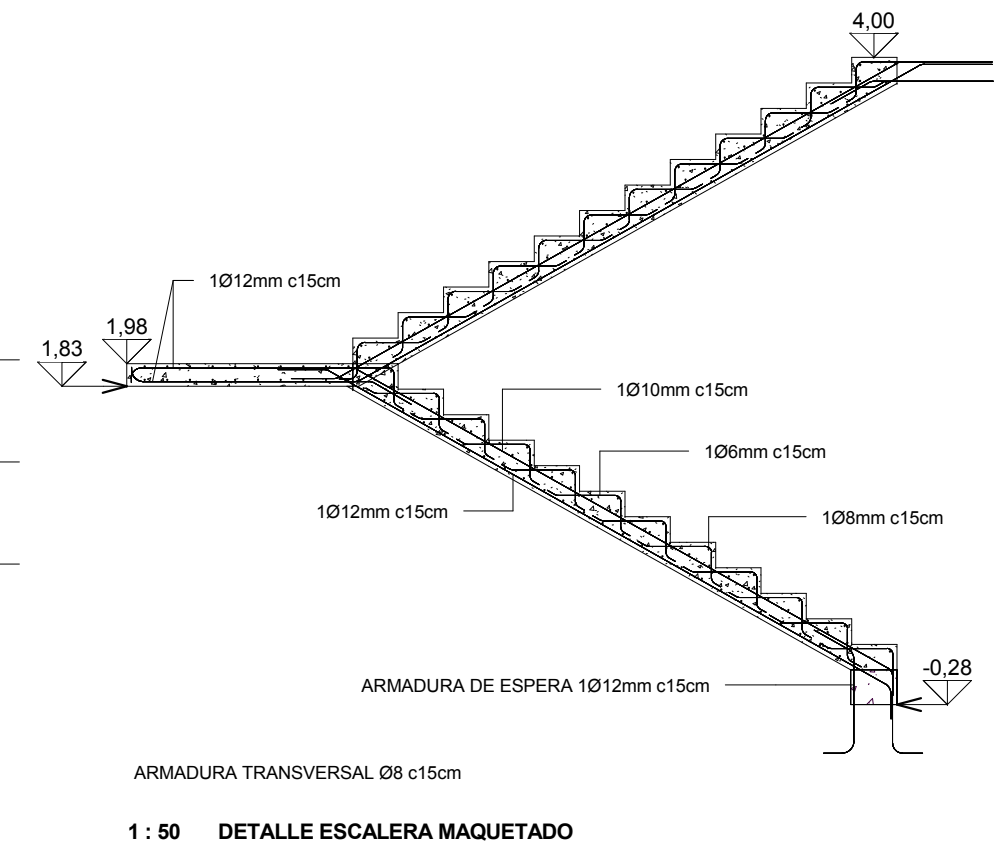 4,00
1Ø12mm c15cm
1,98
1,83
1Ø10mm c15cm
1Ø6mm c15cm
1Ø12mm c15cm
1Ø8mm c15cm
-0,28
ARMADURA DE ESPERA 1Ø12mm c15cm
ARMADURA TRANSVERSAL Ø8 c15cm
1 : 50 DETALLE ESCALERA MAQUETADO